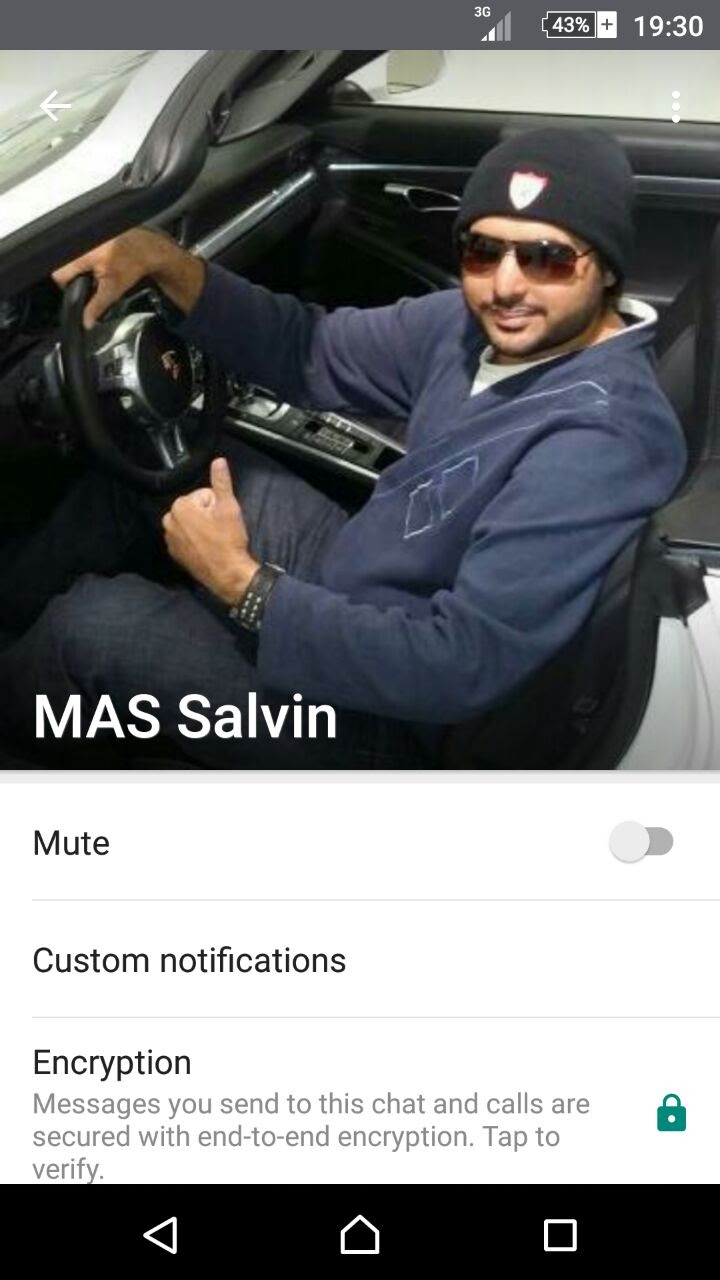 3G 43% 19:30
MAS Salvin
Mute
Custom notifications
Encryption
Messages you send to this chat and calls are
secured with end-to-end encryption. Tap to
verify.